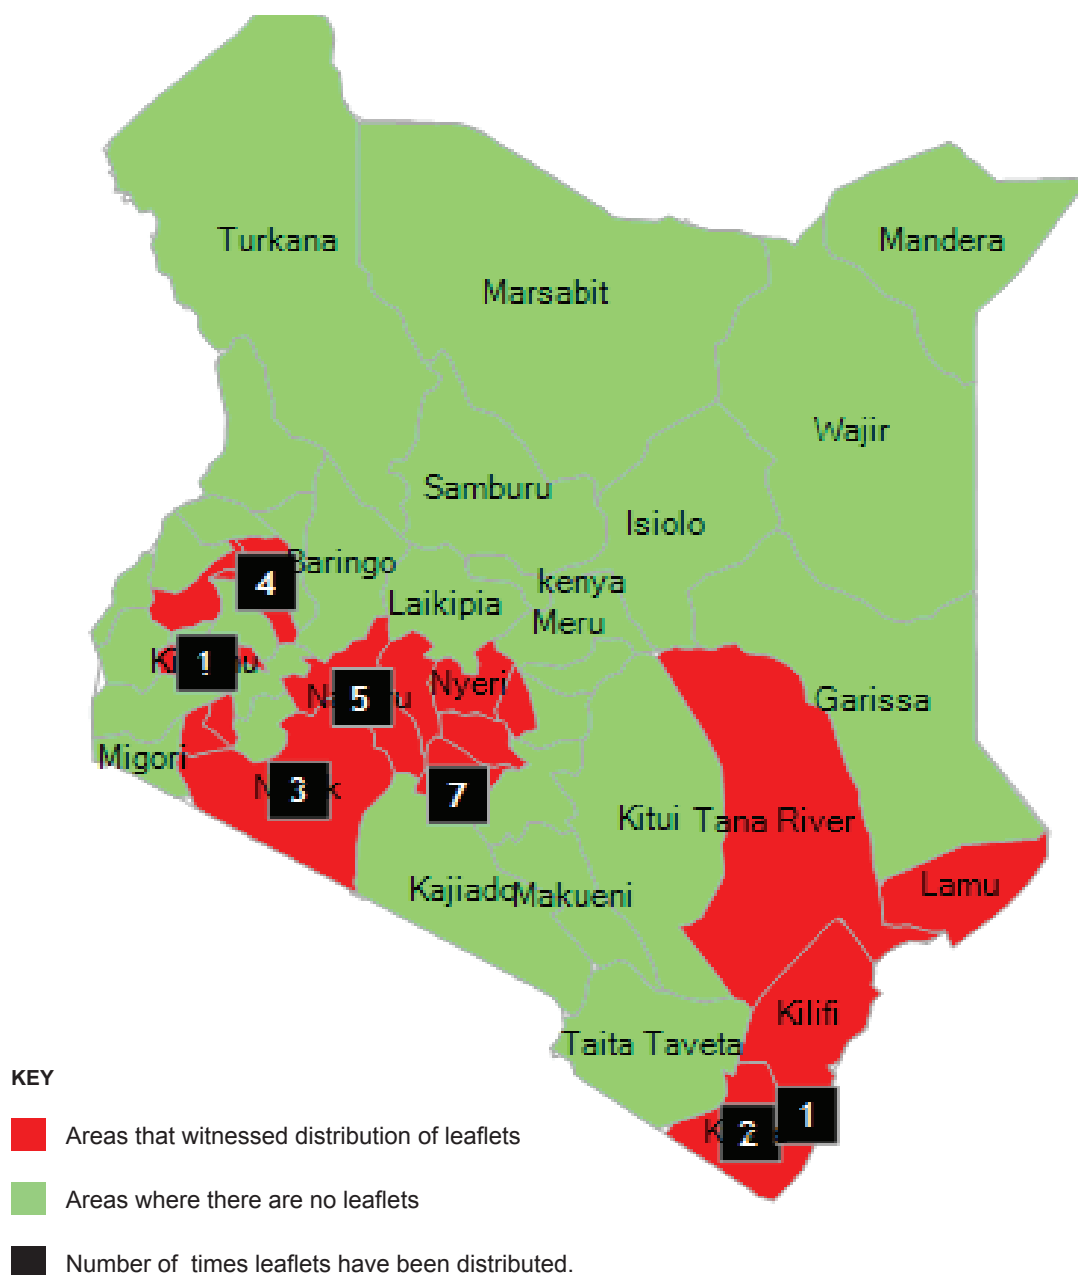 Turkana
Mandera
Marsabit
Wajir
Samburu
Isiolo
Baringo
4
kenya
Laikipia
Meru
1
Nyeri
5
Garissa
Migori
3
7
Kitui
Tana River
Kajiado
Makueni
Lamu
Kilifi
Taita Taveta
KEY
1
2
Areas that witnessed distribution of leaflets
Areas where there are no leaflets
Number of times leaflets have been distributed.